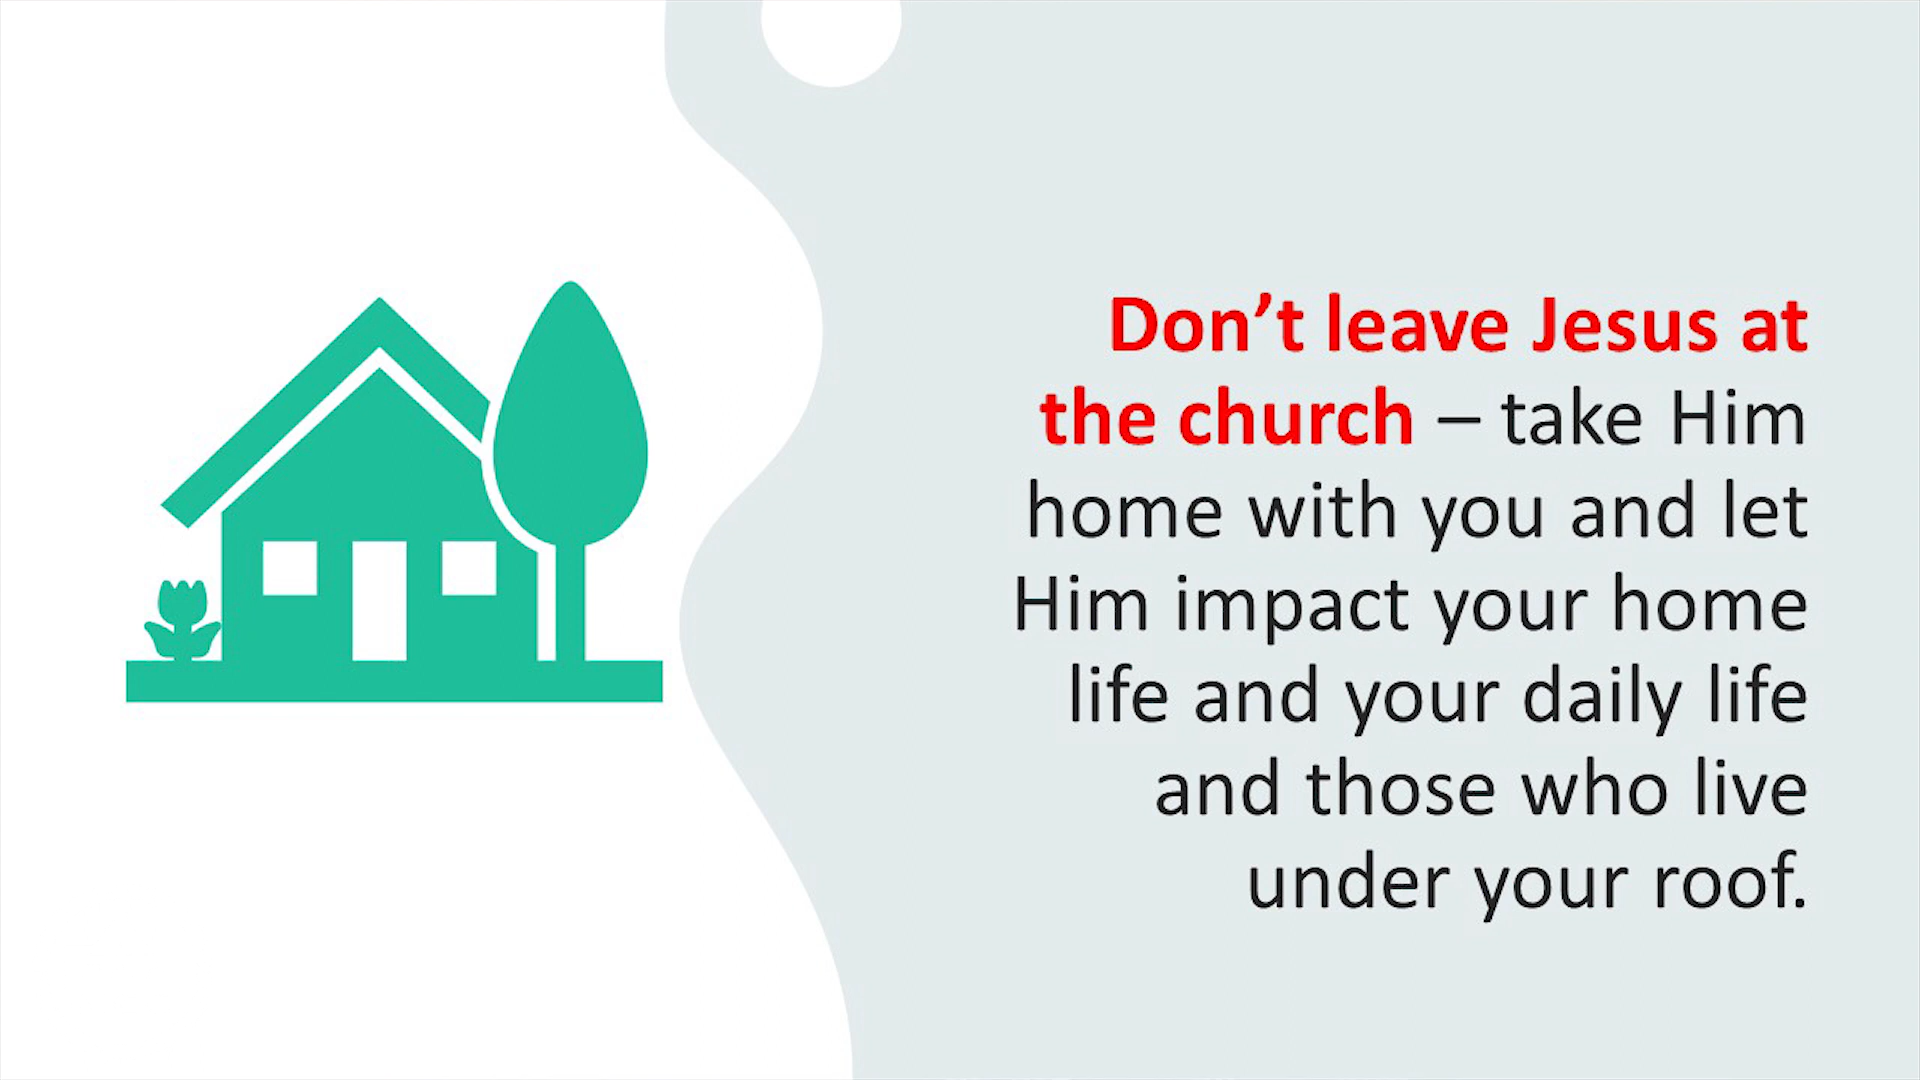 Don’t leave Jesus at
the church – take Him
home with you and let
Him impact your home
life and your daily life
and those who live
under your roof.